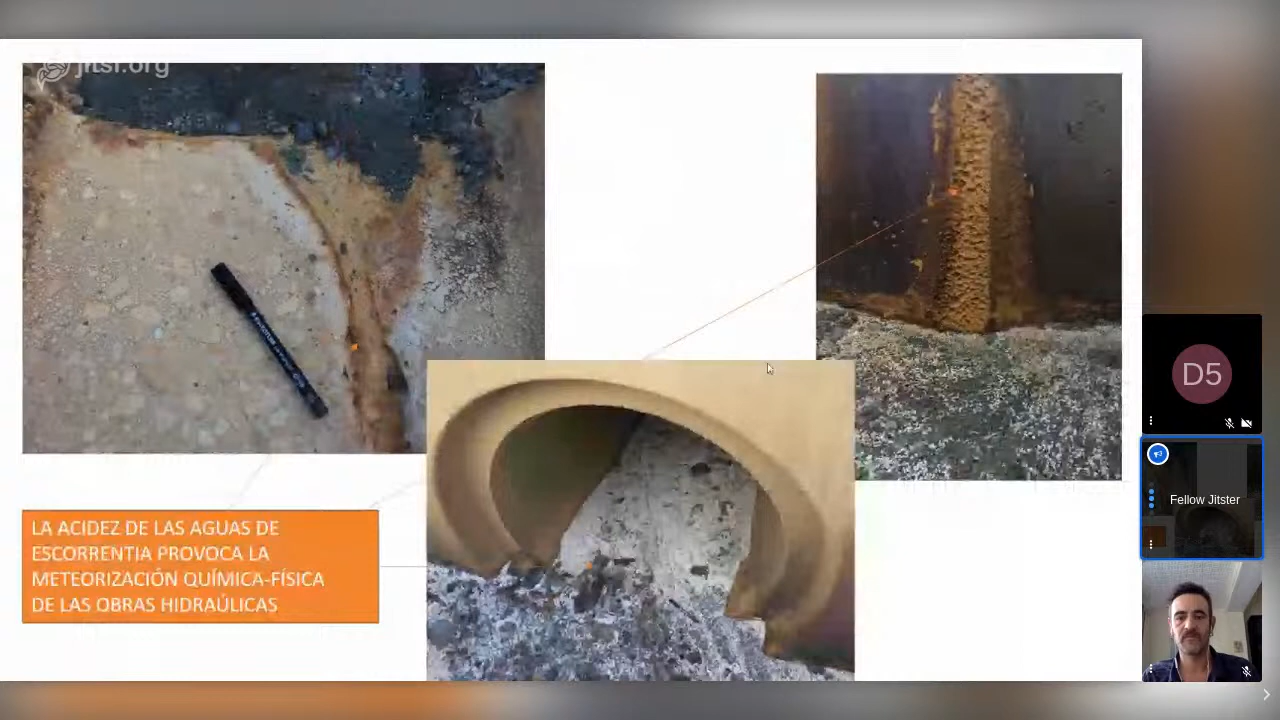 jitsi.org
LA ACIDEZ DE LAS AGUAS DE
ESCORRENTIA PROVOCA LA
METEORIZACIÓN QUÍMICA-FÍSICA
DE LAS OBRAS HIDRAÚLICAS
D5
Fellow Jitster